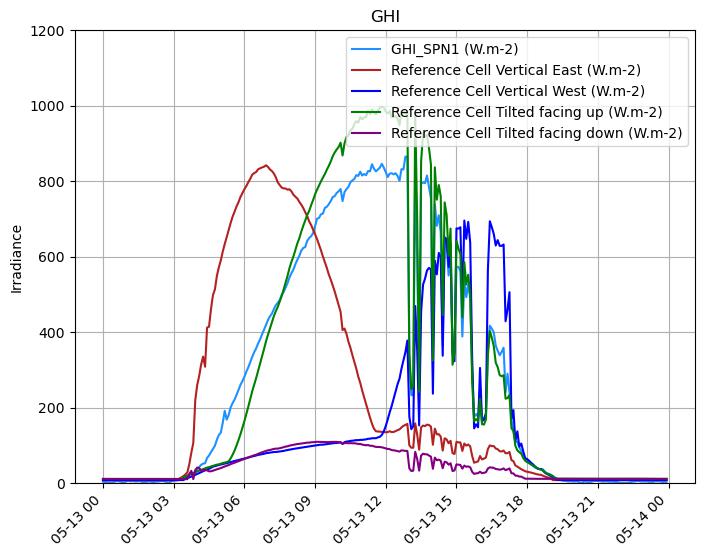 GHI
1200
1000
800
600
400
200
0
Irradiance
GHI_SPN1 (W.m-2)
Reference Cell Vertical East (W.m-2)
Reference Cell Vertical West (W.m-2)
Reference Cell Tilted facing up (W.m-2)
Reference Cell Tilted facing down (W.m-2)
05-13 00
05-13 03
05-13 06
05-13 09
05-13 12
05-13 15
05-13 18
05-13 21
05-14 00